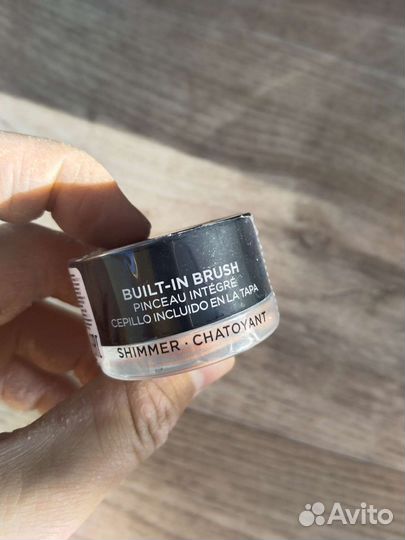 BUILT-IN BRUSH
PINCEAU INTÉGRÉ
CEPILLO INCLUIDO EN LA TAPA
SHIMMER · CHATOYANT
Avito